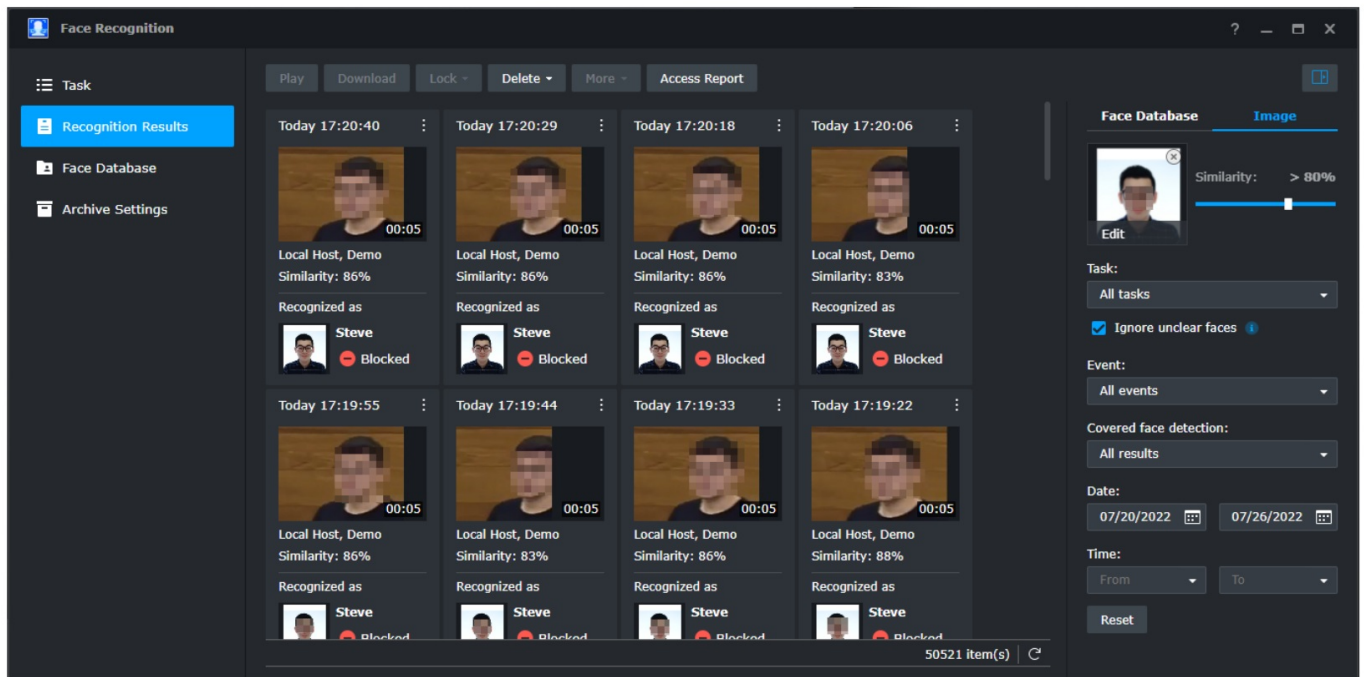 Face Recognition
?
Task
Recognition Results
Face Database
Archive Settings
Play Download Lock Delete More Access Report
Today 17:20:40 Today 17:20:29 Today 17:20:18 Today 17:20:06
00:05 00:05 00:05 00:05
Local Host, Demo Local Host, Demo Local Host, Demo Local Host, Demo
Similarity: 86% Similarity: 86% Similarity: 86% Similarity: 83%
Recognized as Recognized as Recognized as Recognized as
Steve Steve Steve Steve
Blocked Blocked Blocked Blocked
Today 17:19:55 Today 17:19:44 Today 17:19:33 Today 17:19:22
00:05 00:05 00:05 00:05
Local Host, Demo Local Host, Demo Local Host, Demo Local Host, Demo
Similarity: 86% Similarity: 83% Similarity: 86% Similarity: 88%
Recognized as Recognized as Recognized as Recognized as
Steve Steve Steve Steve
Blocked Blocked Blocked Blocked
50521 item(s)
Face Database Image
Similarity: > 80%
Edit
Task:
All tasks
Ignore unclear faces
Event:
All events
Covered face detection:
All results
Date:
07/20/2022 07/26/2022
Time:
From To
Reset